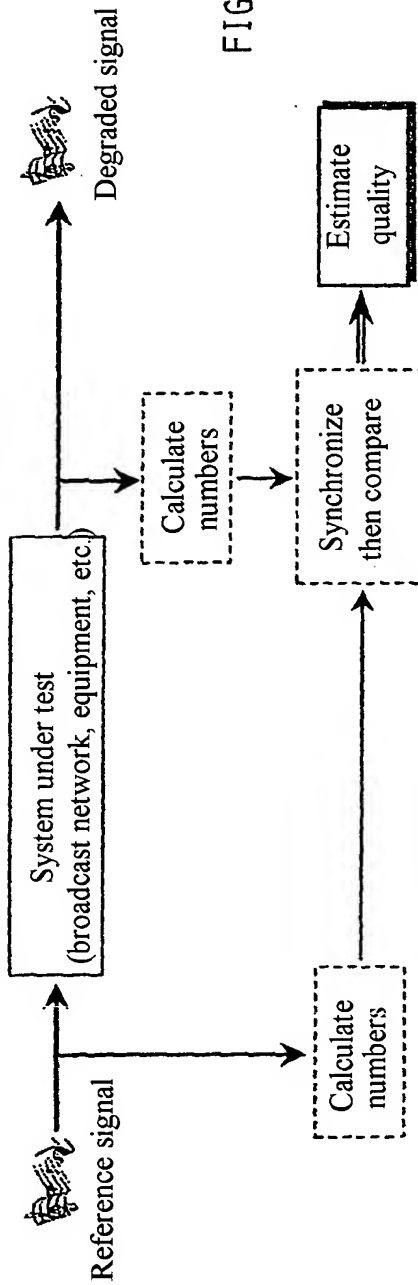 Reference signal
System under test
(broadcast network, equipment, etc.)
Degraded signal
Calculate
numbers
Calculate
numbers
Synchronize
then compare
Estimate
quality
FIG